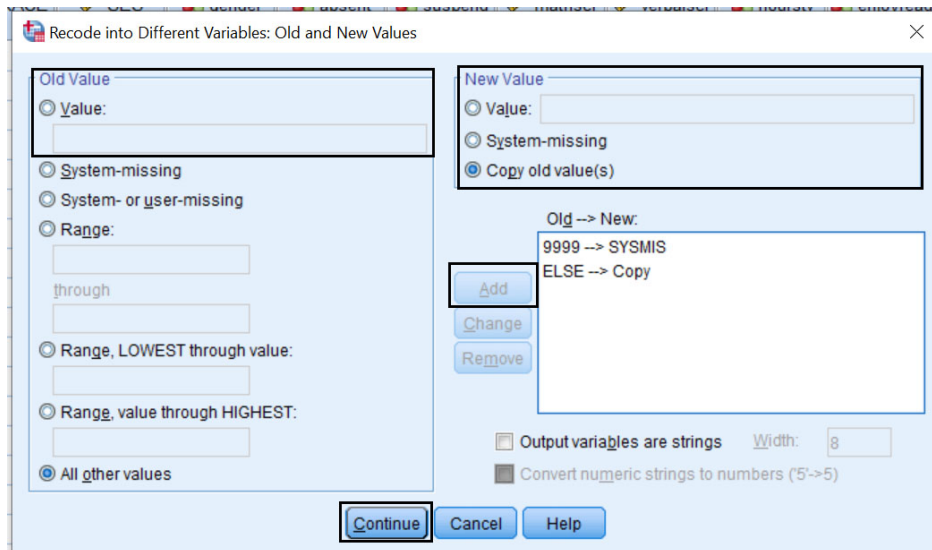 Recode into Different Variables: Old and New Values
Old Value
Value:
System-missing
System- or user-missing
Range:
through
Range, LOWEST through value:
Range, value through HIGHEST:
All other values
New Value
Value:
System-missing
Copy old value(s)
Old --> New:
9999 --> SYSMIS
ELSE --> Copy
Add
Change
Remove
Output variables are strings Width: 8
Convert numeric strings to numbers ('5'->5)
Continue Cancel Help